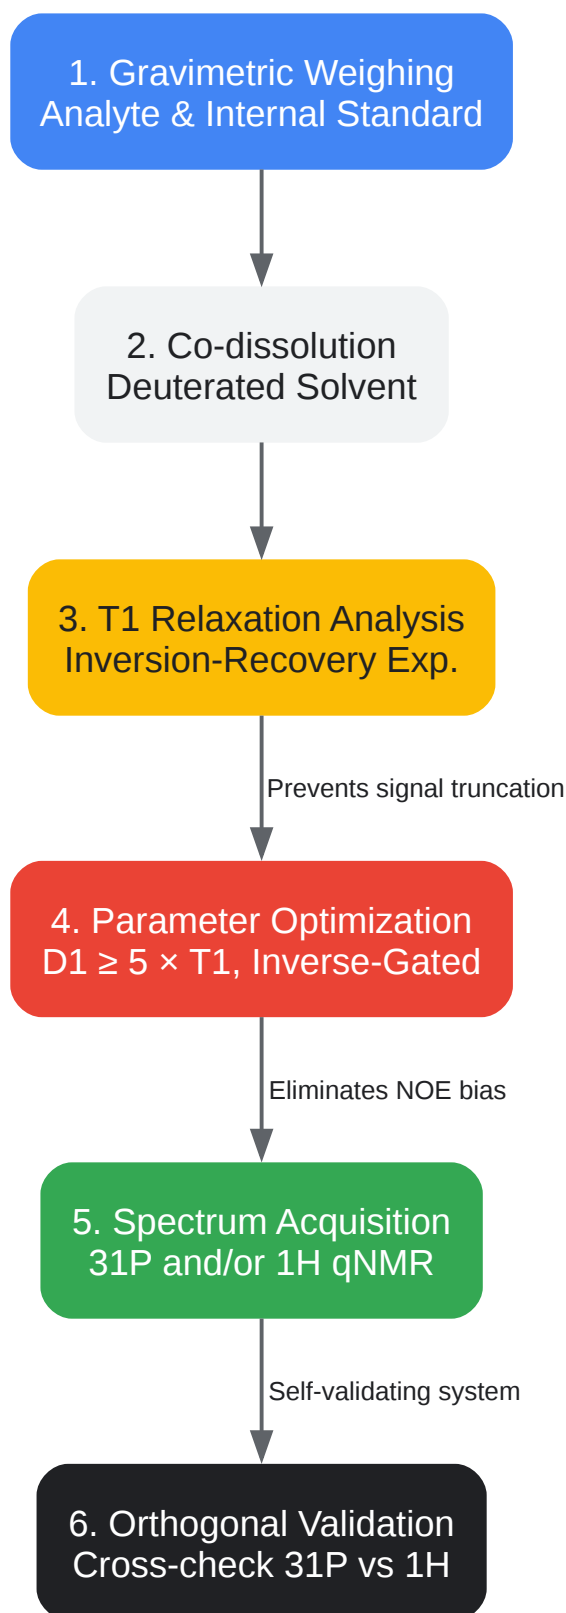 1. Gravimetric Weighing
Analyte & Internal Standard
2. Co-dissolution
Deuterated Solvent
3. T1 Relaxation Analysis
Inversion-Recovery Exp.
Prevents signal truncation
4. Parameter Optimization
D1 ≥ 5 × T1, Inverse-Gated
Eliminates NOE bias
5. Spectrum Acquisition
31P and/or 1H qNMR
Self-validating system
6. Orthogonal Validation
Cross-check 31P vs 1H